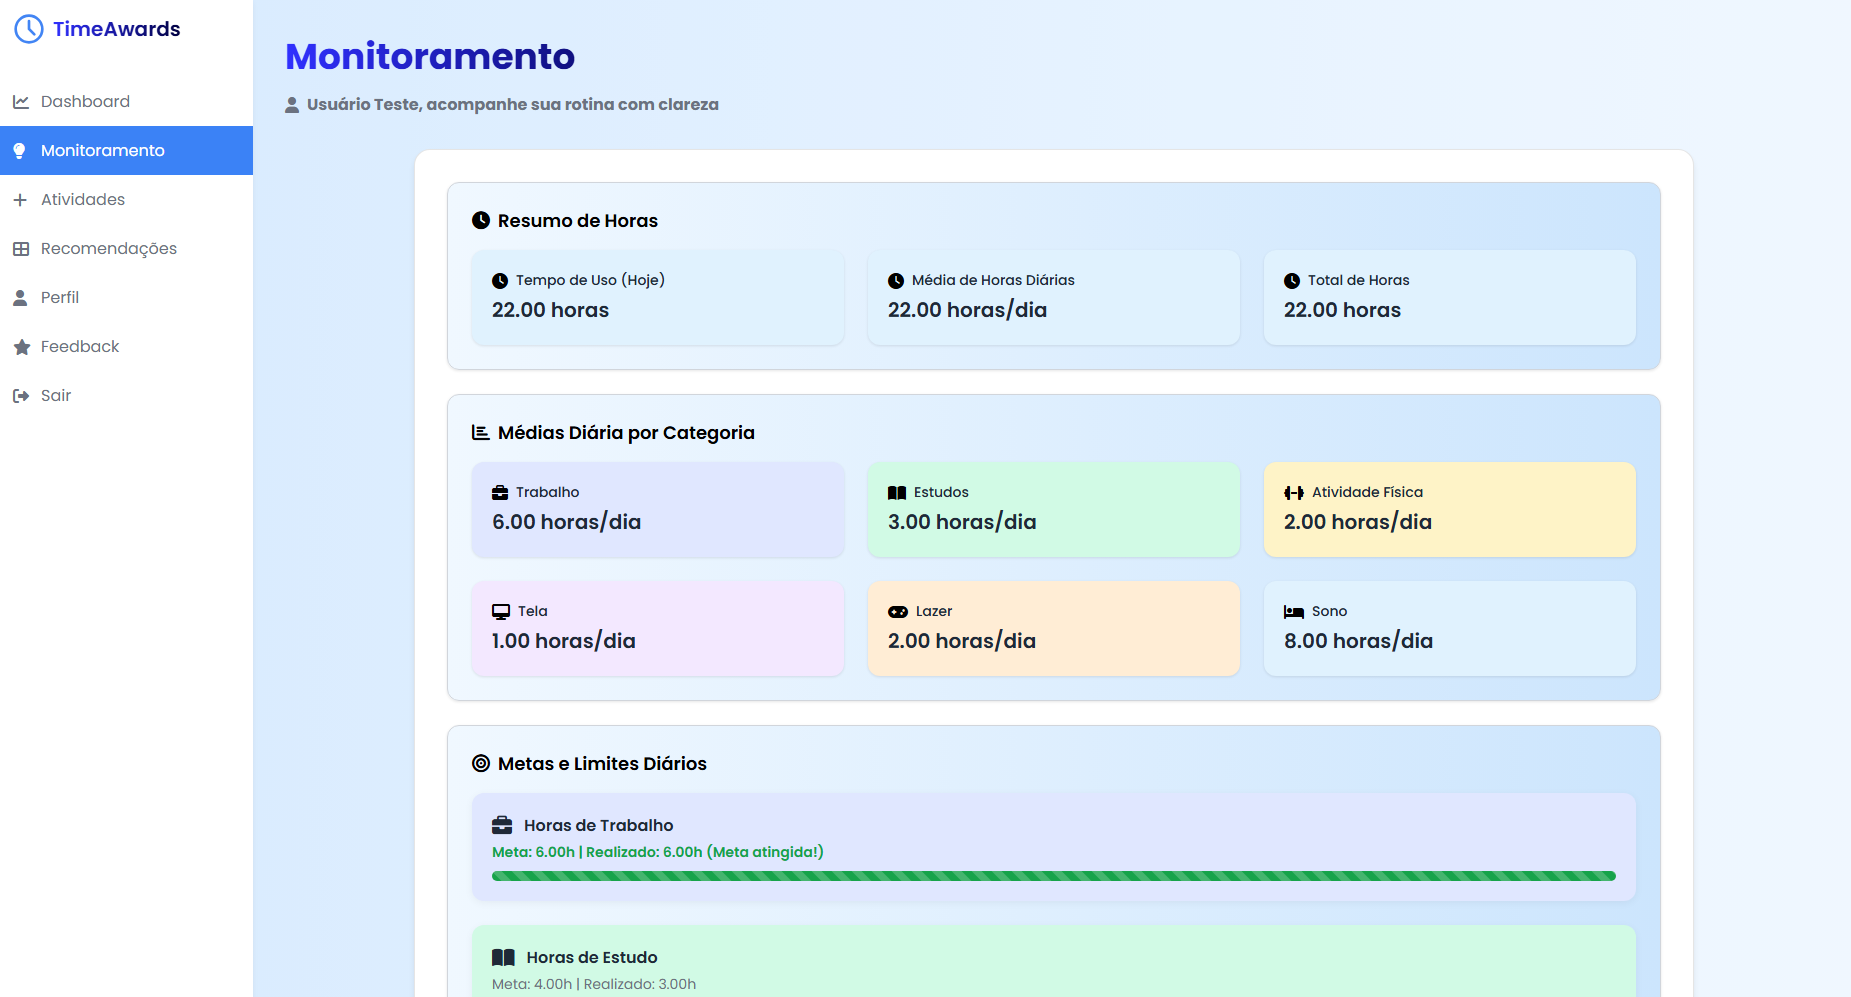 TimeAwards
Dashboard
Monitoramento
Atividades
Recomendações
Perfil
Feedback
Sair
Monitoramento
Usuário Teste, acompanhe sua rotina com clareza
Resumo de Horas
Tempo de Uso (Hoje)
22.00 horas
Média de Horas Diárias
22.00 horas/dia
Total de Horas
22.00 horas
Médias Diária por Categoria
Trabalho
6.00 horas/dia
Estudos
3.00 horas/dia
Atividade Física
2.00 horas/dia
Tela
1.00 horas/dia
Lazer
2.00 horas/dia
Sono
8.00 horas/dia
Metas e Limites Diários
Horas de Trabalho
Meta: 6.00h | Realizado: 6.00h (Meta atingida!)
Horas de Estudo
Meta: 4.00h | Realizado: 3.00h